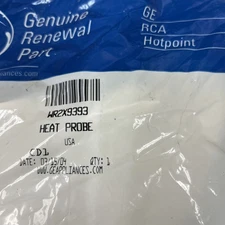 Genuine
Renewal
Part
GE
RCA
Hotpoint
WR2X9393
HEAT PROBE
USA
CD1
DATE: 03/15/04 QTY: 1
WWW.GEAPPLIANCES.COM